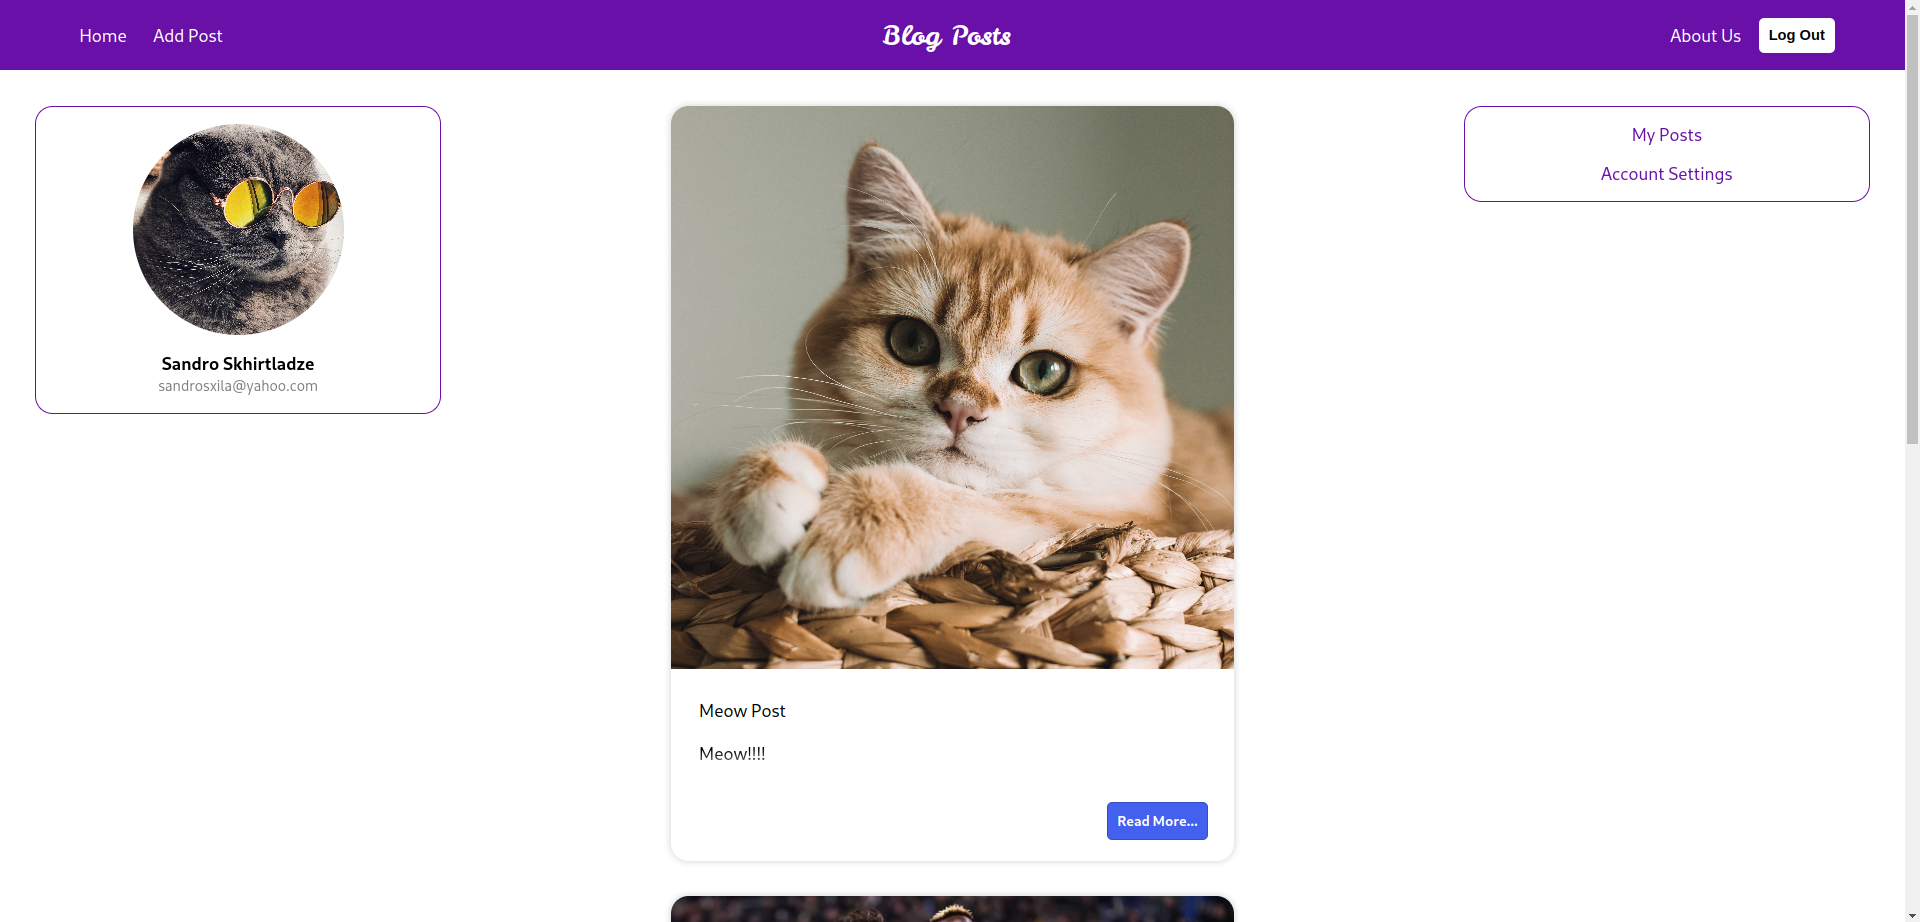 Home
Add Post
Blog Posts
About Us
Log Out
Sandro Skhirtladze
sandrosxila@yahoo.com
Meow Post
Meow!!!!
Read More...
My Posts
Account Settings